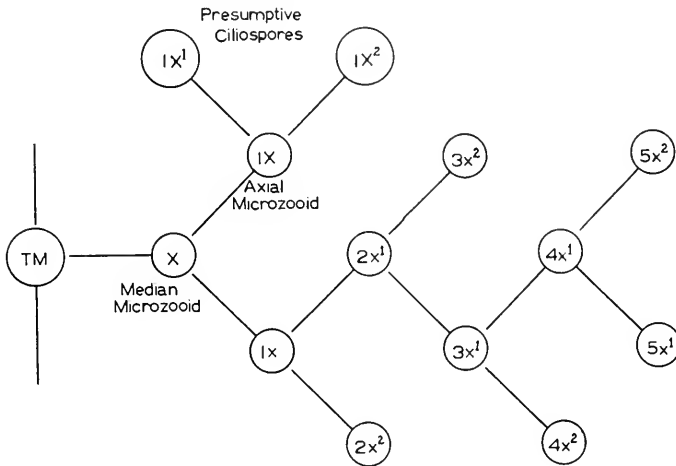 Presumptive
Ciliospores
1X¹
1X²
1X
Axial
Microzooid
3x²
5x²
TM
X
Median
Microzooid
2x¹
4x¹
1x
3x¹
5x¹
2x²
4x²